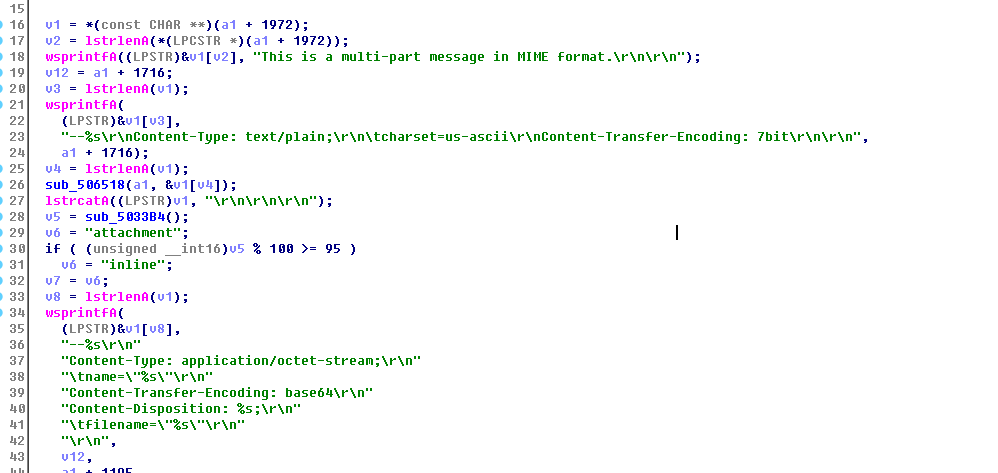 15
16 v1 = *(const CHAR **)(a1 + 1972);
17 v2 = lstrlenA(*(LPCSTR *)(a1 + 1972));
18 wsprintfA((LPSTR)&v1[v2], "This is a multi-part message in MIME format.\r\n\r\n");
19 v12 = a1 + 1716;
20 v3 = lstrlenA(v1);
21 wsprintfA(
22 (LPSTR)&v1[v3],
23 "--%s\r\nContent-Type: text/plain;\r\n\tcharset=us-ascii\r\nContent-Transfer-Encoding: 7bit\r\n\r\n",
24 a1 + 1716);
25 v4 = lstrlenA(v1);
26 sub_506518(a1, &v1[v4]);
27 lstrcatA((LPSTR)v1, "\r\n\r\n\r\n");
28 v5 = sub_5033B4();
29 v6 = "attachment";
30 if ( (unsigned __int16)v5 % 100 >= 95 )
31 v6 = "inline";
32 v7 = v6;
33 v8 = lstrlenA(v1);
34 wsprintfA(
35 (LPSTR)&v1[v8],
36 "--%s\r\n"
37 "Content-Type: application/octet-stream;\r\n"
38 "\tname=\"%s\"\r\n"
39 "Content-Transfer-Encoding: base64\r\n"
40 "Content-Disposition: %s;\r\n"
41 "\tfilename=\"%s\"\r\n"
42 "\r\n",
43 v12,